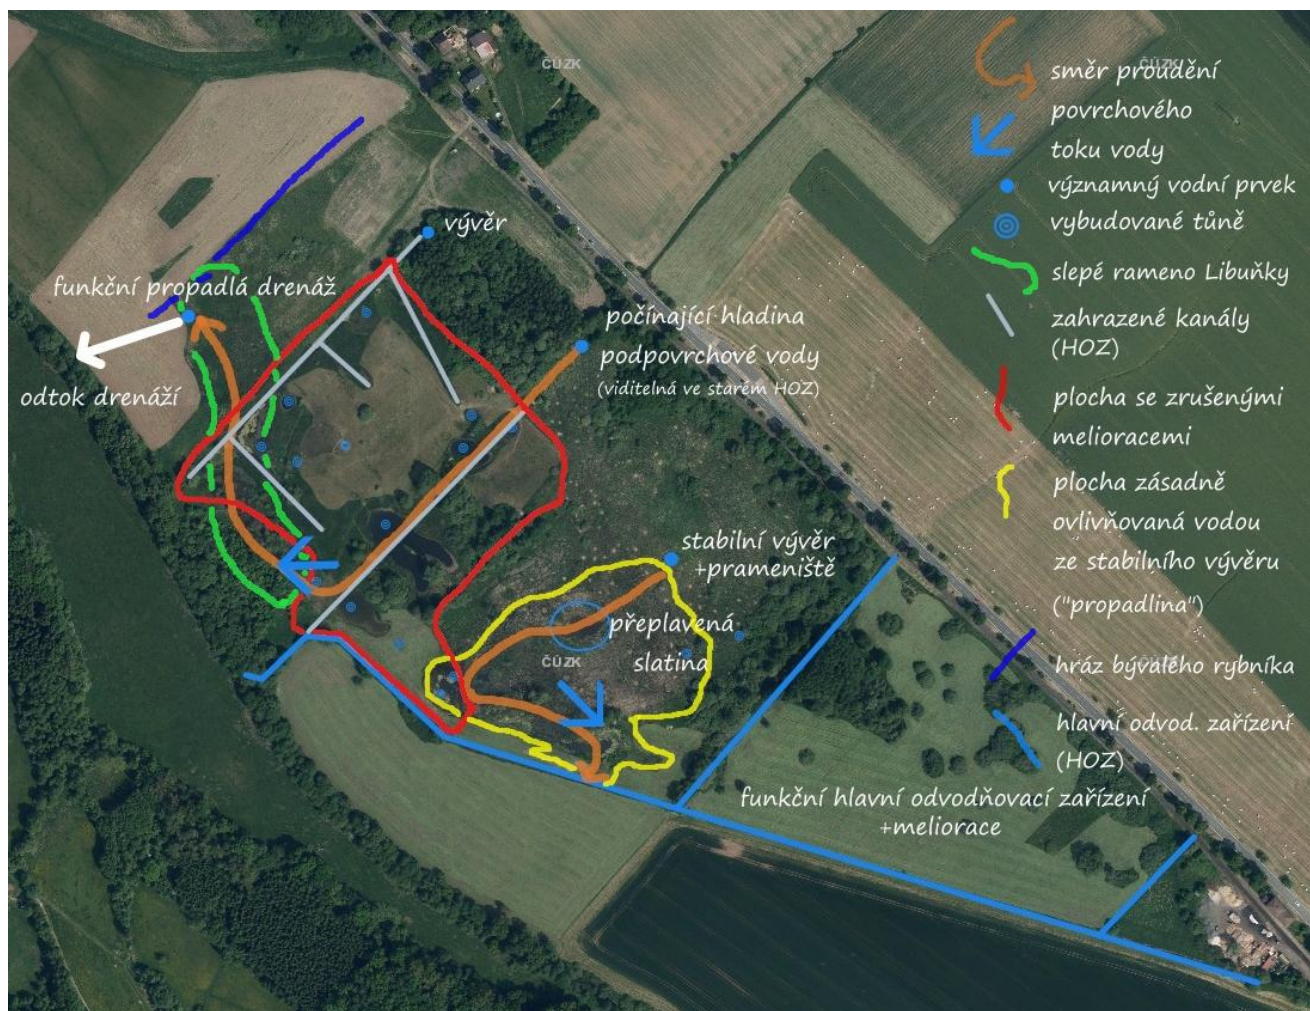 ČÚZK
ČÚZK
směr proudění
povrchového
toku vody
významný vodní prvek
vybudované tůně
slepé rameno Libuňky
zahrazené kanály
(HOZ)
plocha se zrušenými
melioracemi
plocha zásadně
ovlivňovaná vodou
ze stabilního vývěru
("propadlina")
hráz bývalého rybníka
hlavní odvod. zařízení
(HOZ)
vývěr
funkční propadlá drenáž
odtok drenáží
počínající hladina
podpovrchové vody
(viditelná ve starém HOZ)
stabilní vývěr
+prameniště
přeplavená
slatina
ČÚZK
ČÚZK
funkční hlavní odvodňovací zařízení
+meliorace